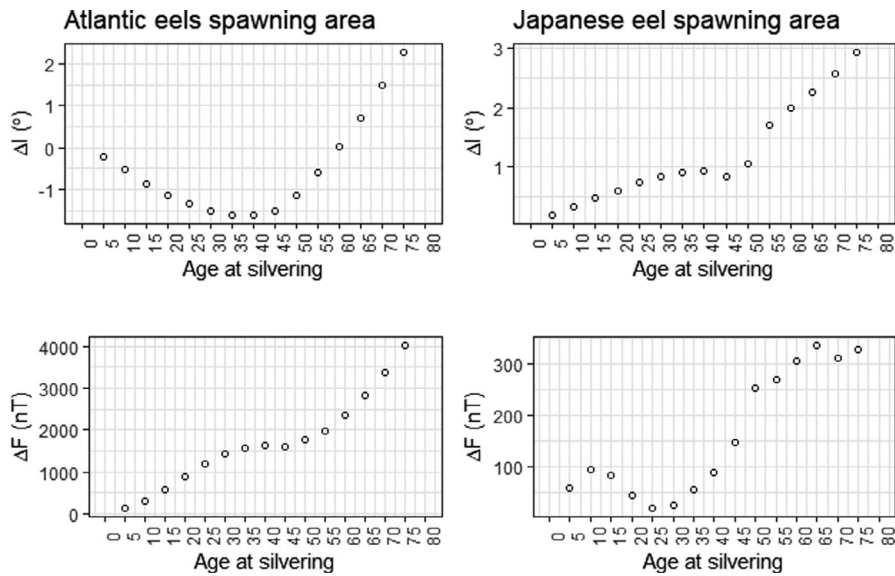 Atlantic eels spawning area
2
1
0
-1
ΔI (°)
0 5 10 15 20 25 30 35 40 45 50 55 60 65 70 75 80
Age at silvering
Japanese eel spawning area
3
2
1
ΔI (°)
0 5 10 15 20 25 30 35 40 45 50 55 60 65 70 75 80
Age at silvering
4000
3000
2000
1000
0
ΔF (nT)
0 5 10 15 20 25 30 35 40 45 50 55 60 65 70 75 80
Age at silvering
300
200
100
ΔF (nT)
0 5 10 15 20 25 30 35 40 45 50 55 60 65 70 75 80
Age at silvering